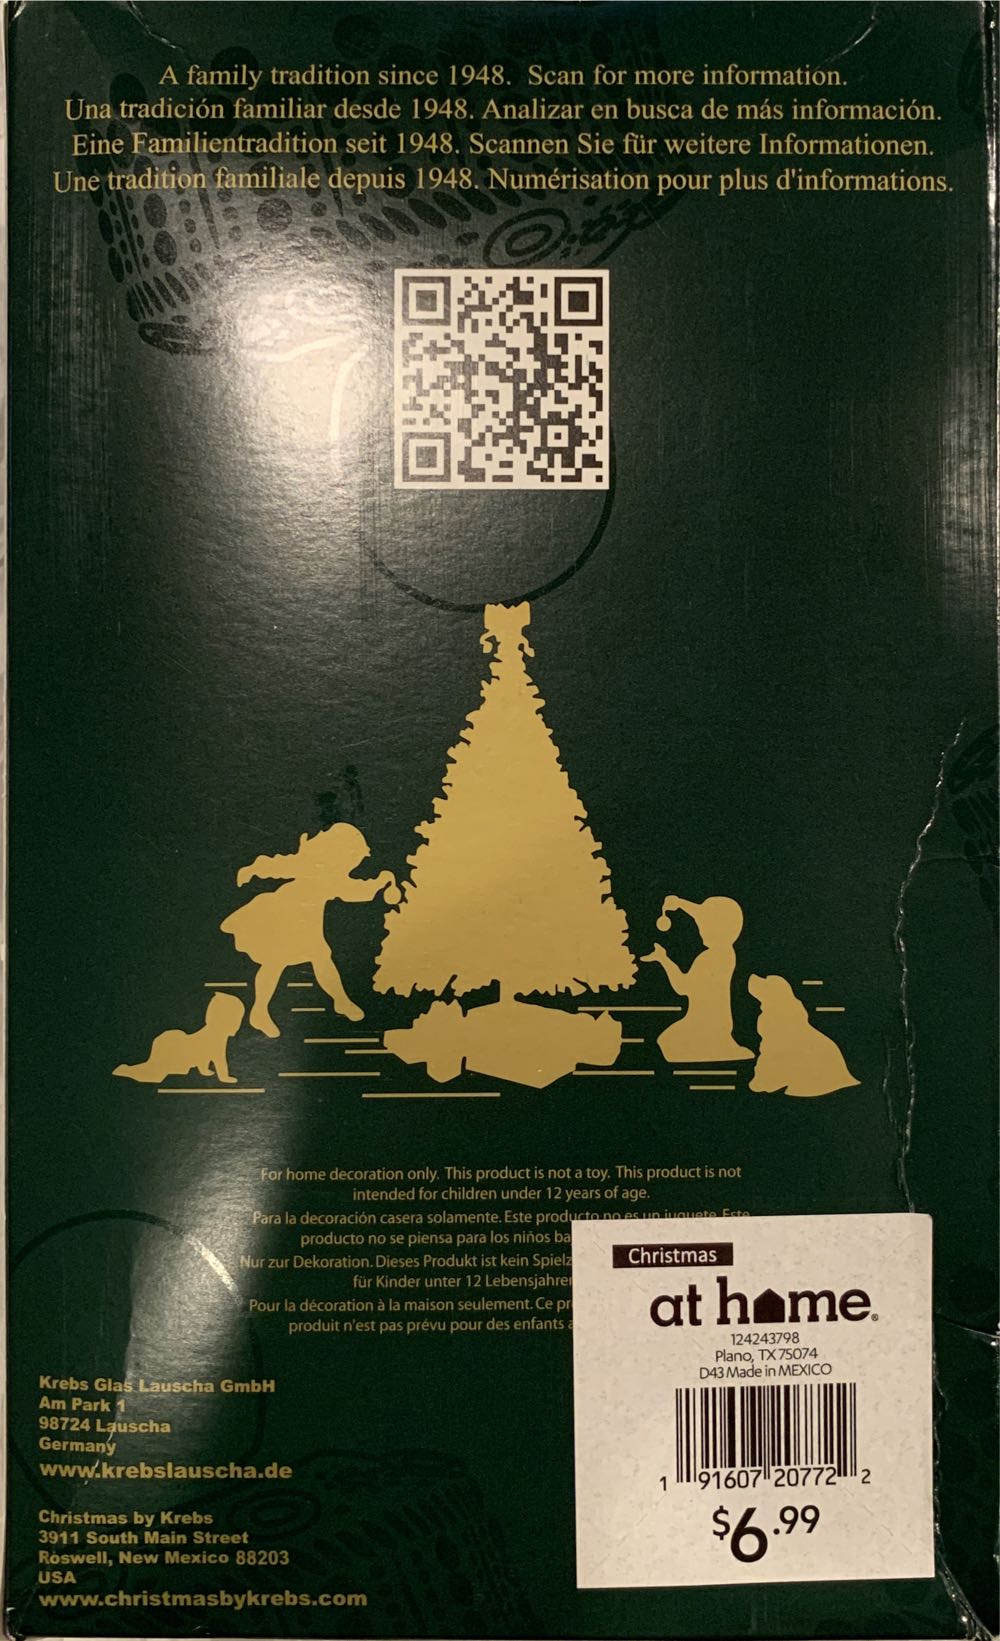 A family tradition since 1948. Scan for more information.
Una tradición familiar desde 1948. Analizar en busca de más información.
Eine Familientradition seit 1948. Scannen Sie für weitere Informationen.
Une tradition familiale depuis 1948. Numérisation pour plus d'informations.
For home decoration only. This product is not a toy. This product is not
intended for children under 12 years of age.
Para la decoración casera solamente. Este producto no es un juguete. Este
producto no se piensa para los niños
Nur zur Dekoration. Dieses Produkt ist kein
für Kinder unter 12
Pour la décoration à la maison seulement. Ce
produit n'est pas prévu pour des enfants
Krebs Glas Lauscha GmbH
Am Park 1
98724 Lauscha
Germany
www.krebslauscha.de
Christmas by Krebs
3911 South Main Street
Roswell, New Mexico 88203
USA
www.christmasbykrebs.com
Christmas
at home®
124243798
Plano, TX 75074
D43 Made in MEXICO
1 91607 20772 2
$6.99